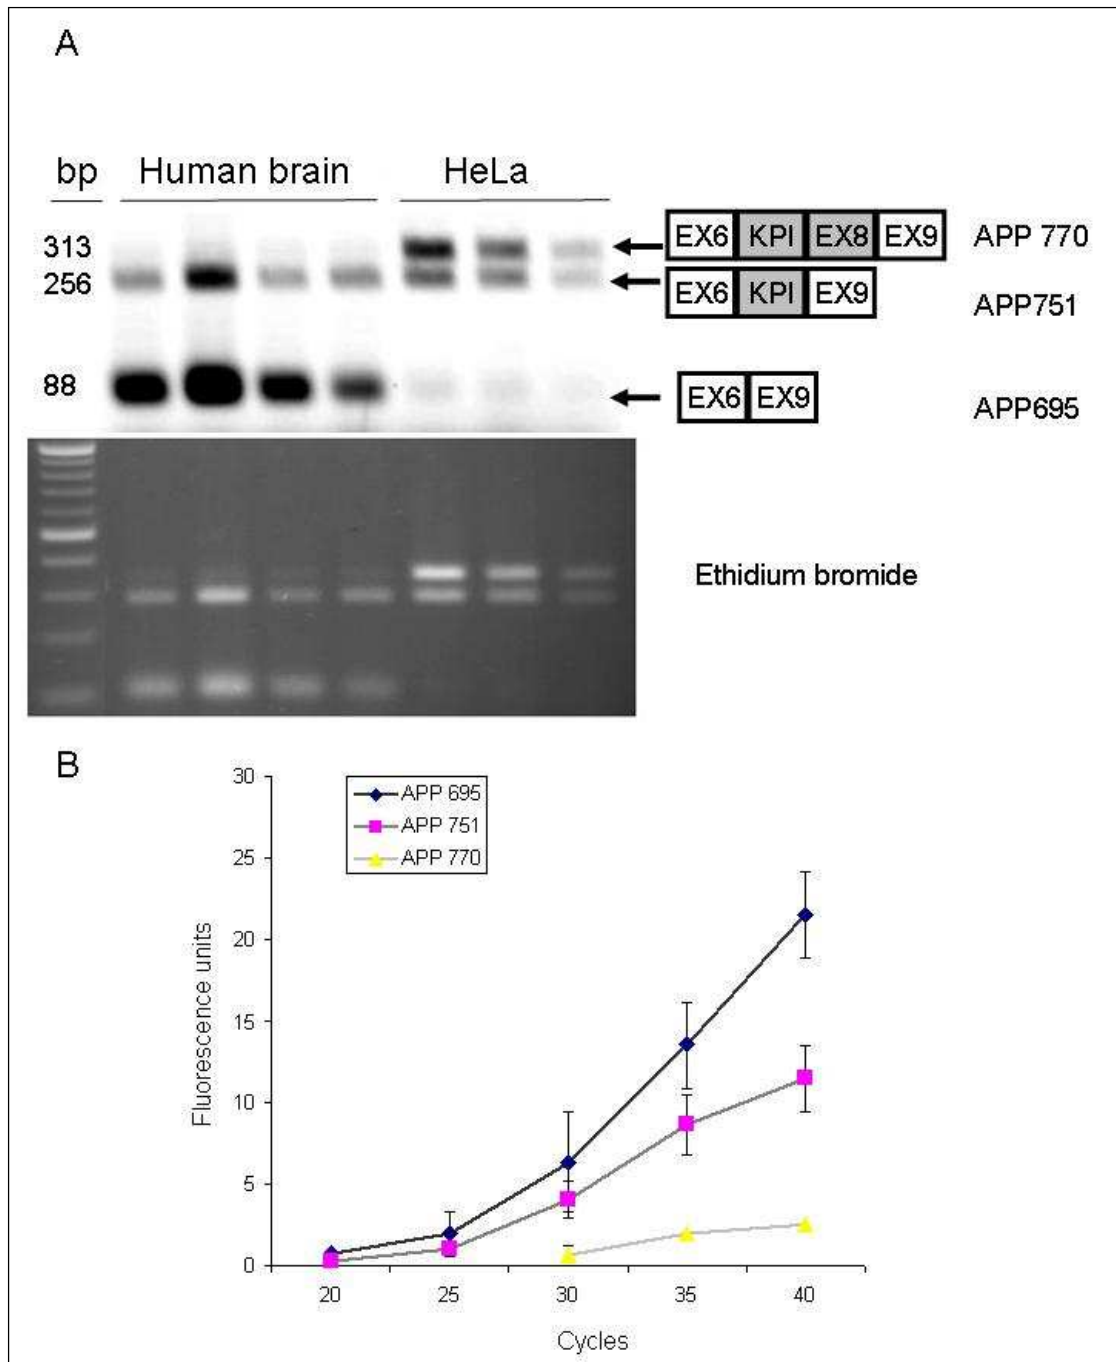 A
bp Human brain HeLa
313
256
88
EX6 KPI EX8 EX9 APP 770
EX6 KPI EX9 APP751
EX6 EX9 APP695
Ethidium bromide
B
APP 695
APP 751
APP 770
Fluorescence units
30
25
20
15
10
5
0
20 25 30 35 40
Cycles